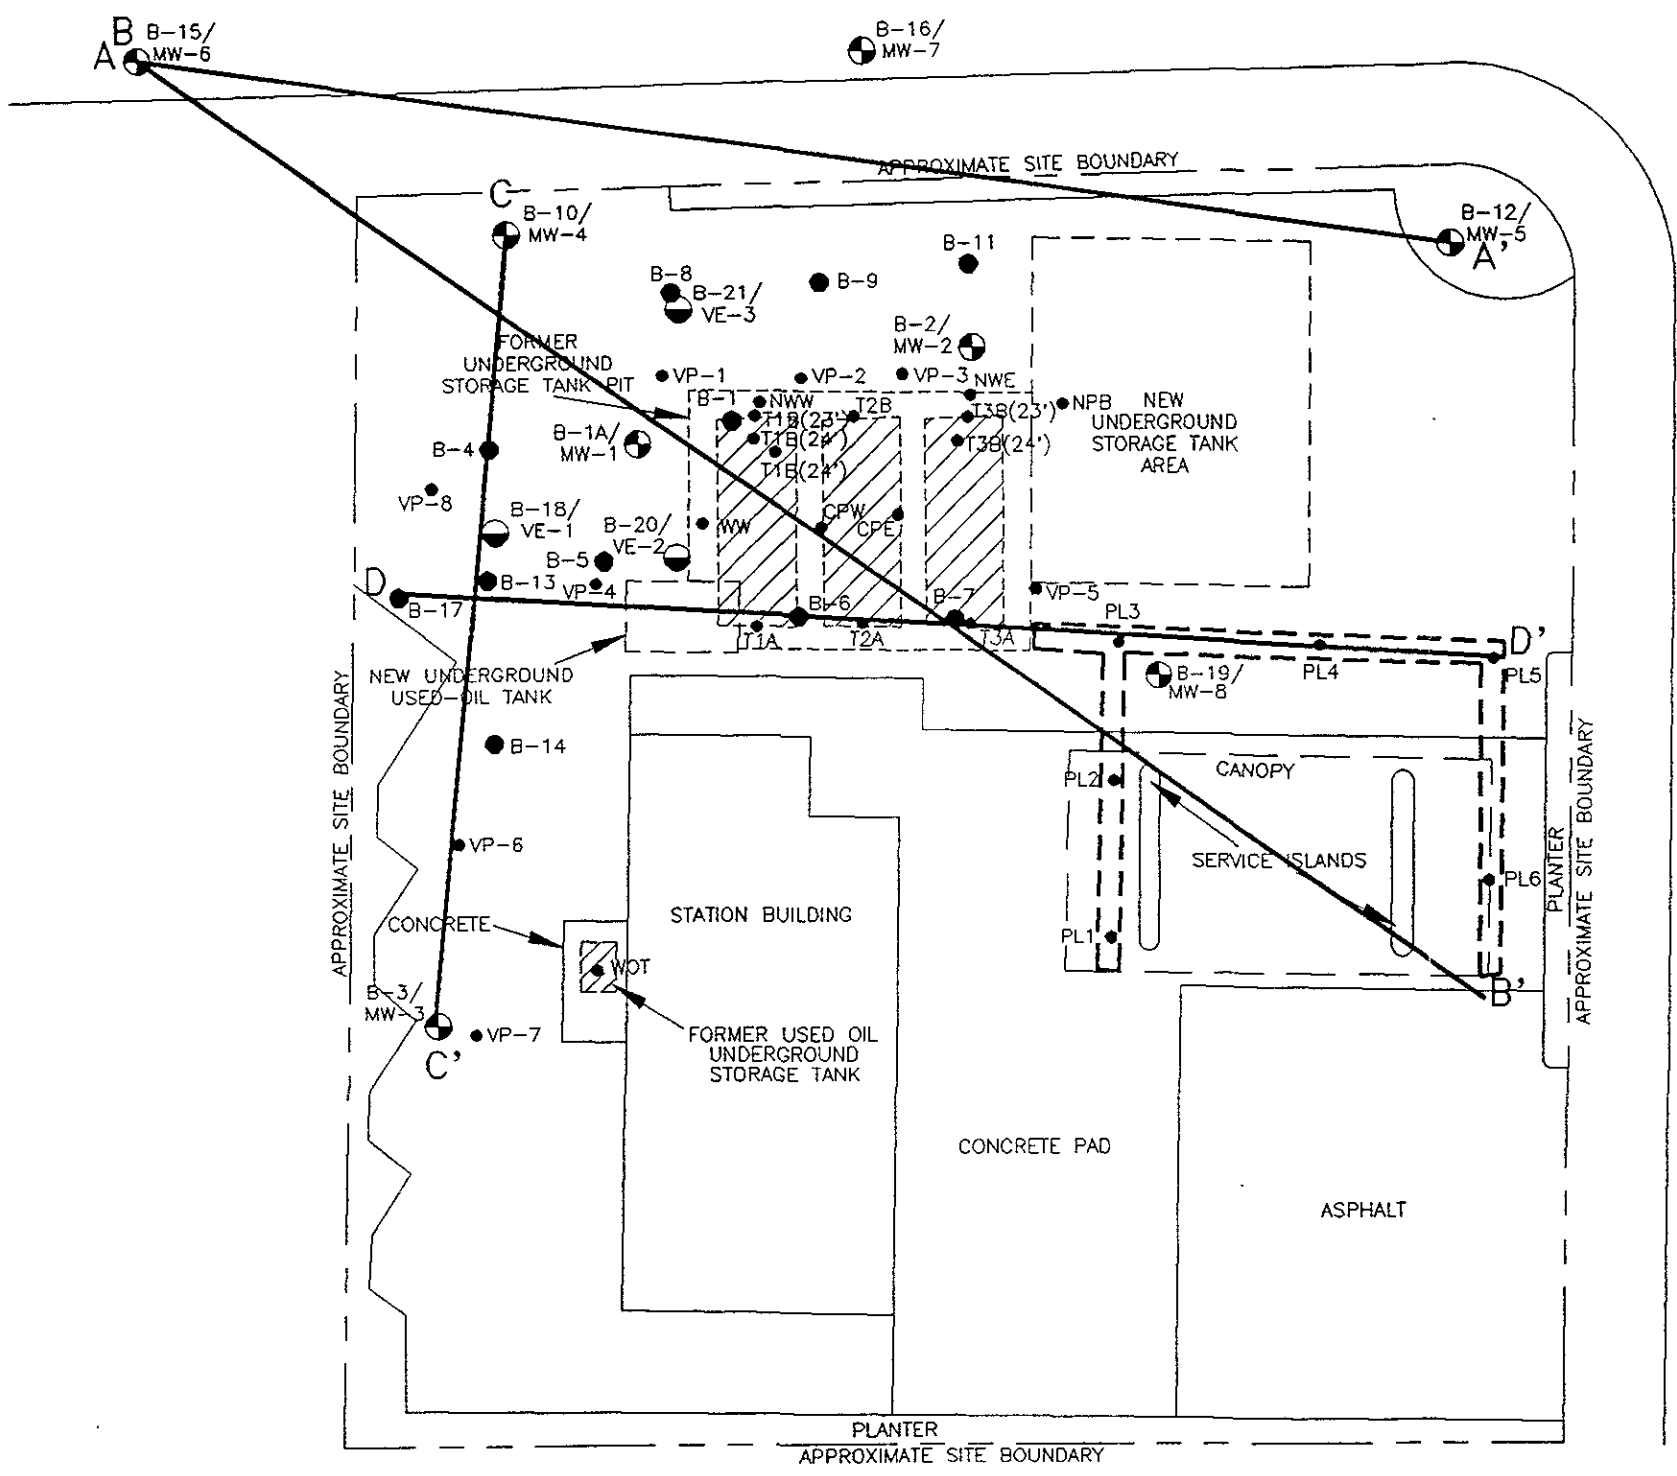 B
A
B-15/
MW-6
B-16/
MW-7
APPROXIMATE SITE BOUNDARY
C
B-10/
MW-4
B-12/
MW-5
A'
B-11
B-8
B-21/
VE-3
B-9
B-2/
MW-2
FORMER
UNDERGROUND
STORAGE TANK PIT
VP-1
VP-2
VP-3
NWE
NWW
B-1
T1B(23')
T2B
T3B(23')
NPB
NEW
UNDERGROUND
STORAGE TANK
AREA
B-1A/
MW-1
T1B(24')
T3B(24')
T1B(24')
B-4
VP-8
B-18/
VE-1
B-20/
VE-2
WW
CPW
CPE
B-5
B-13
VP-4
D
B-17
B-6
B-7
VP-5
T1A
T2A
T3A
PL3
PL4
D'
PL5
B-19/
MW-8
NEW UNDERGROUND
USED-OIL TANK
B-14
APPROXIMATE SITE BOUNDARY
CANOPY
PL2
SERVICE ISLANDS
VP-6
PL6
PLANTER
APPROXIMATE SITE BOUNDARY
STATION BUILDING
CONCRETE
PL1
WOT
B'
B-3/
MW-3
VP-7
C'
FORMER USED OIL
UNDERGROUND
STORAGE TANK
CONCRETE PAD
ASPHALT
PLANTER
APPROXIMATE SITE BOUNDARY